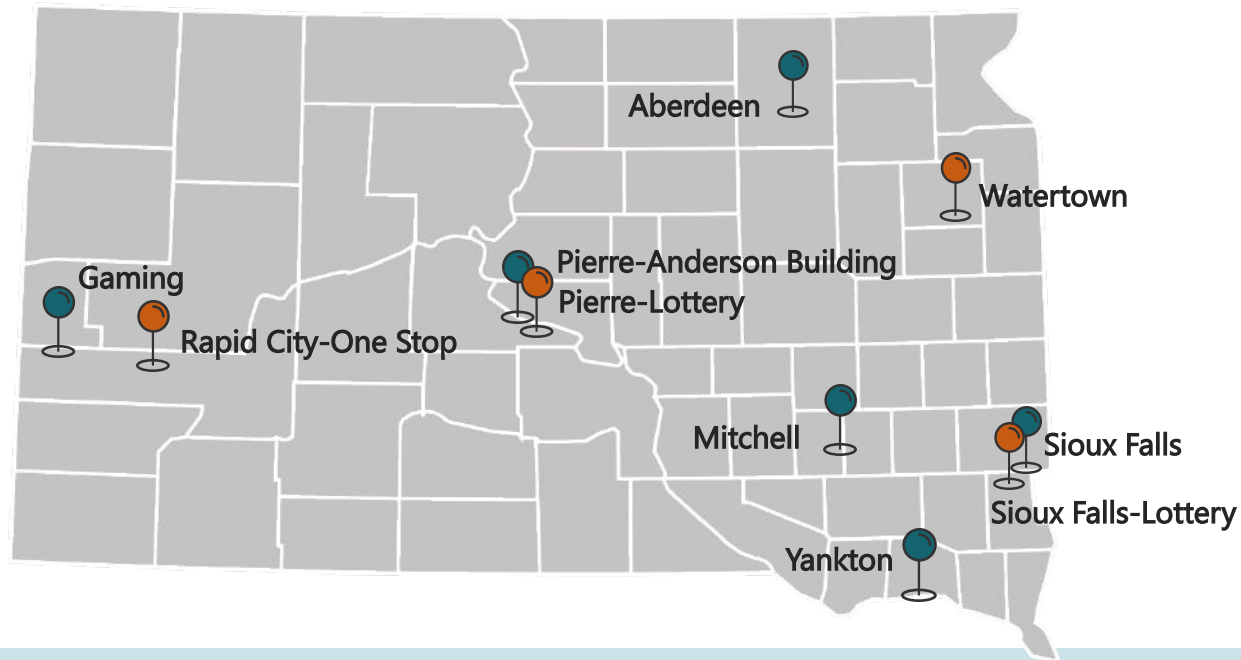 Aberdeen
Watertown
Pierre-Anderson Building
Gaming
Pierre-Lottery
Rapid City-One Stop
Mitchell
Sioux Falls
Sioux Falls-Lottery
Yankton